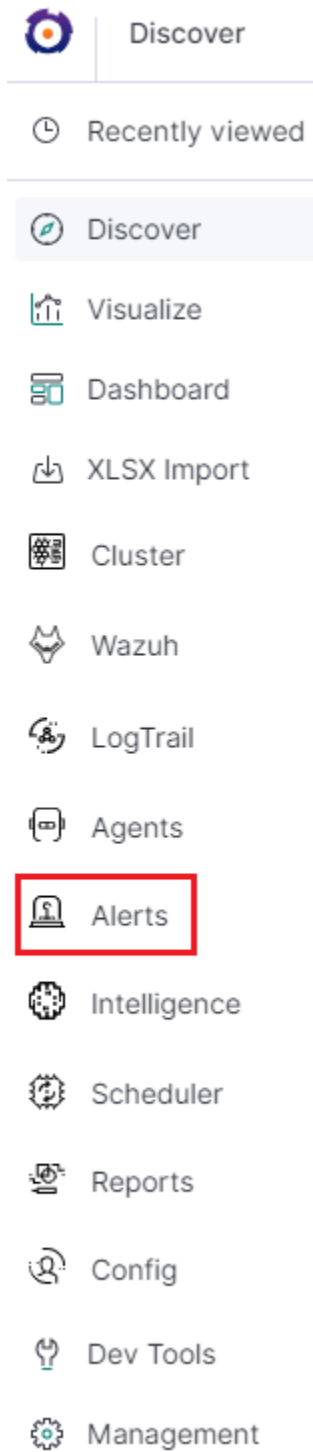 Discover
Recently viewed
Discover
Visualize
Dashboard
XLSX Import
Cluster
Wazuh
LogTrail
Agents
Alerts
Intelligence
Scheduler
Reports
Config
Dev Tools
Management